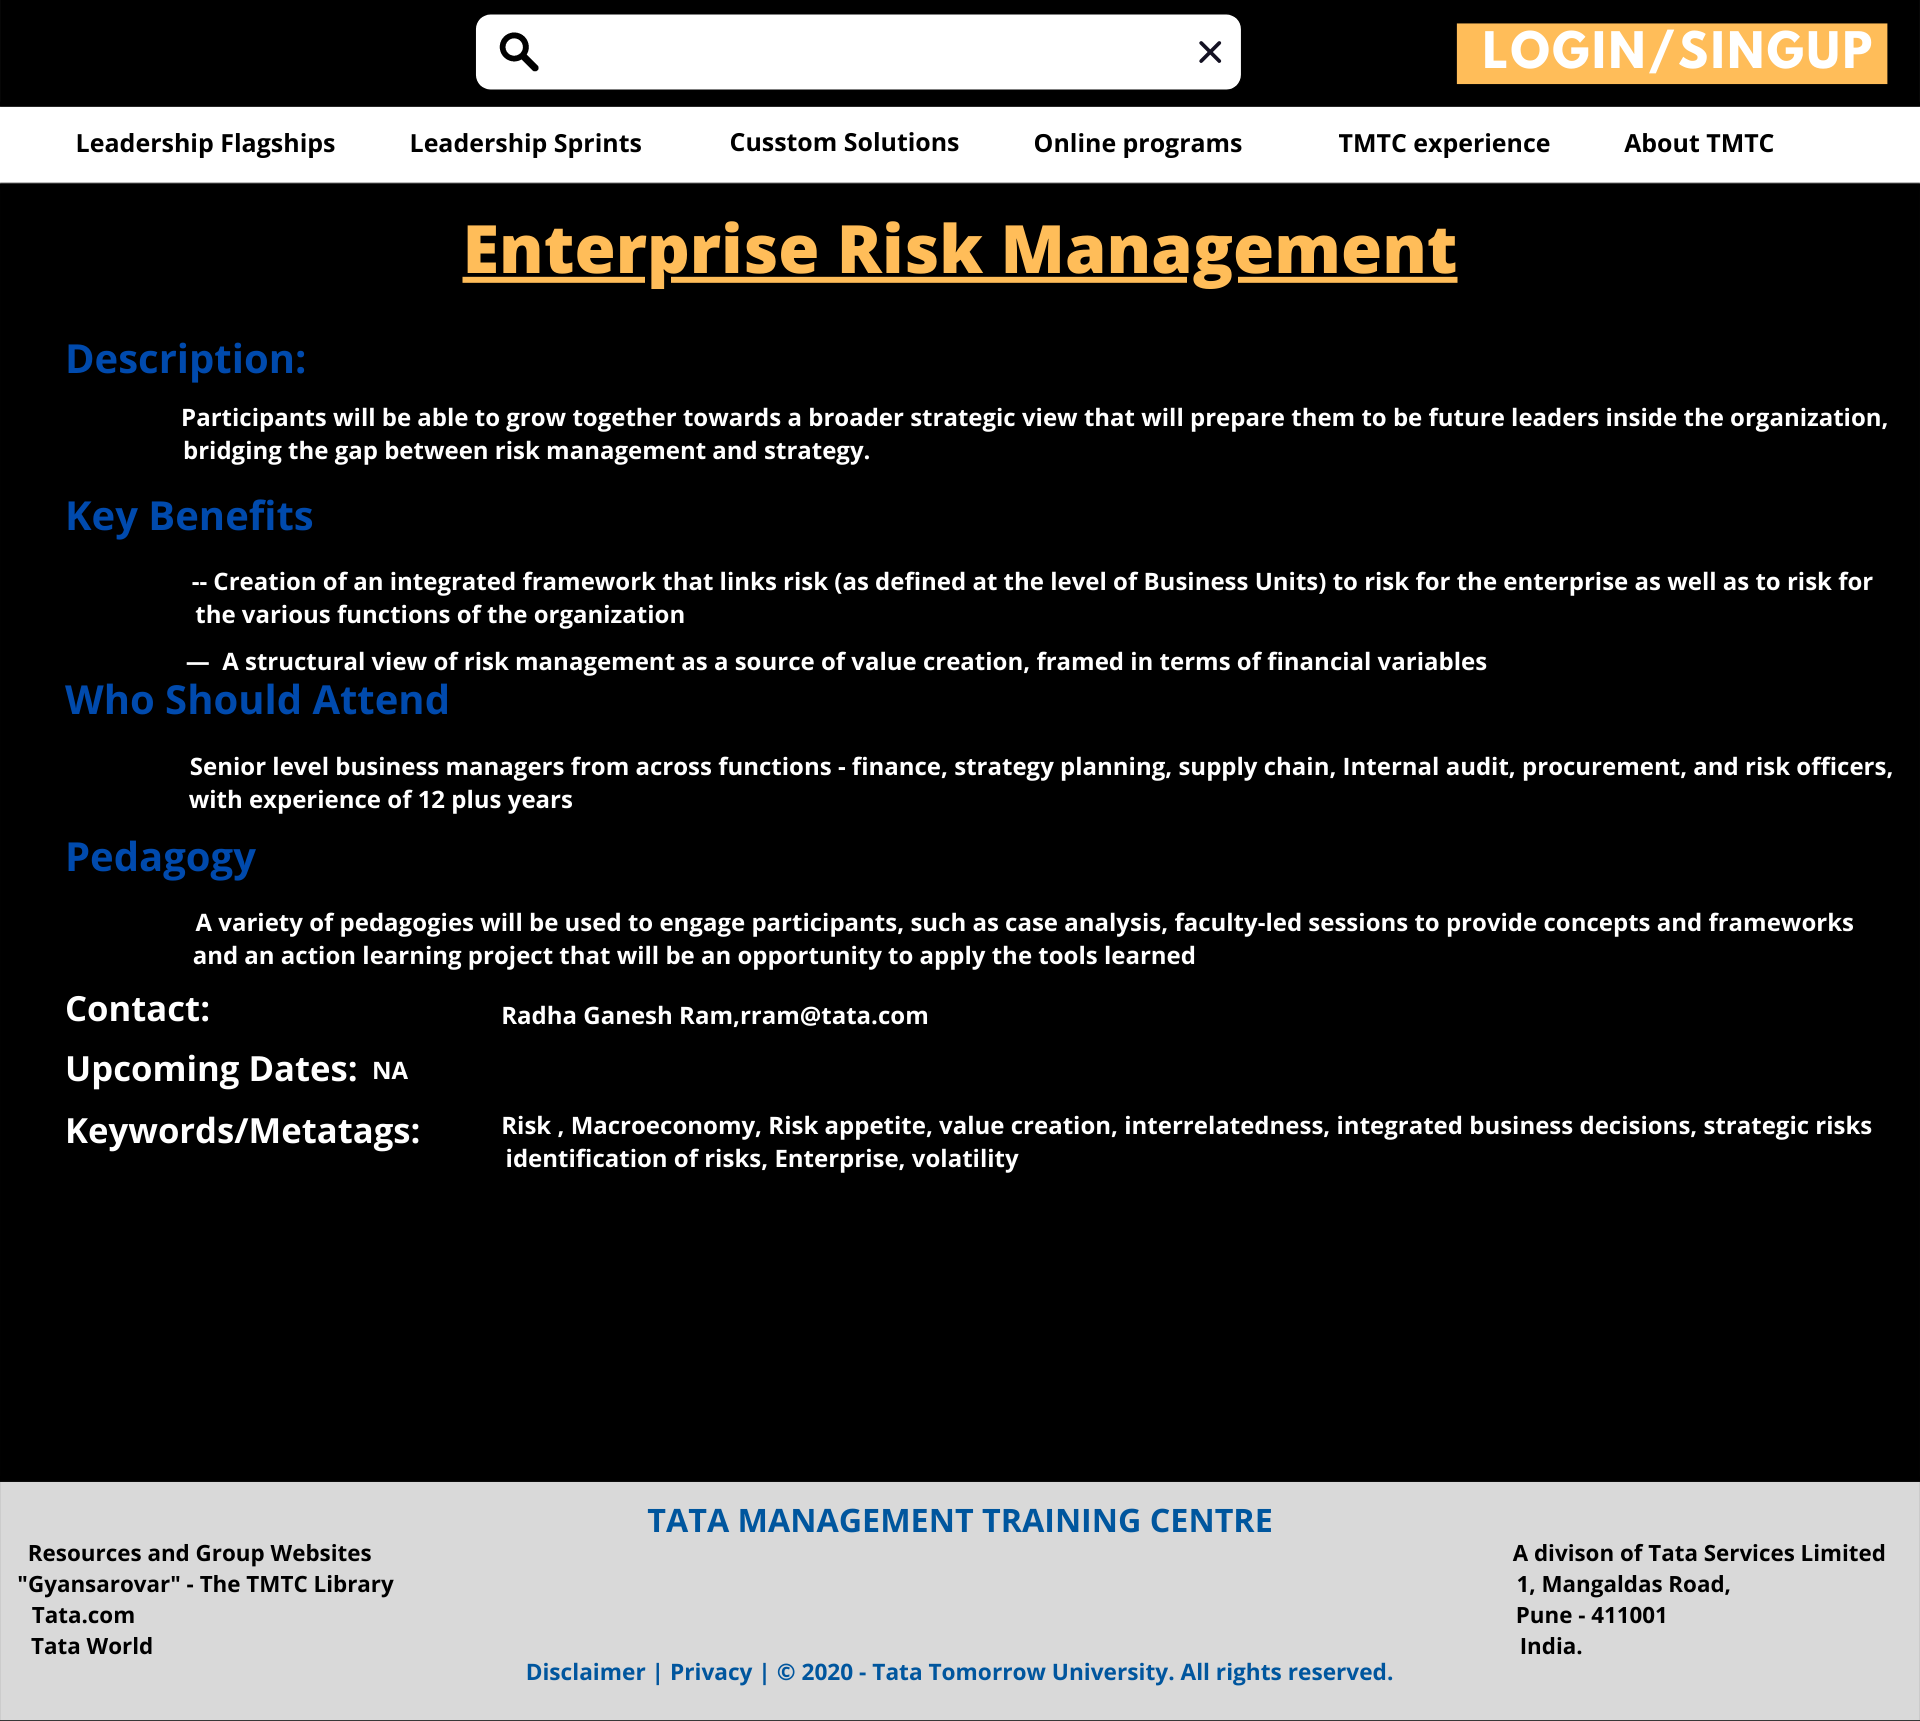 LOGIN/SINGUP
Leadership Flagships Leadership Sprints Cusstom Solutions Online programs TMTC experience About TMTC
Enterprise Risk Management
Description:
Participants will be able to grow together towards a broader strategic view that will prepare them to be future leaders inside the organization,
bridging the gap between risk management and strategy.
Key Benefits
-- Creation of an integrated framework that links risk (as defined at the level of Business Units) to risk for the enterprise as well as to risk for
the various functions of the organization
— A structural view of risk management as a source of value creation, framed in terms of financial variables
Who Should Attend
Senior level business managers from across functions - finance, strategy planning, supply chain, Internal audit, procurement, and risk officers,
with experience of 12 plus years
Pedagogy
A variety of pedagogies will be used to engage participants, such as case analysis, faculty-led sessions to provide concepts and frameworks
and an action learning project that will be an opportunity to apply the tools learned
Contact: Radha Ganesh Ram,rram@tata.com
Upcoming Dates: NA
Keywords/Metatags: Risk , Macroeconomy, Risk appetite, value creation, interrelatedness, integrated business decisions, strategic risks
identification of risks, Enterprise, volatility
TATA MANAGEMENT TRAINING CENTRE
Resources and Group Websites
"Gyansarovar" - The TMTC Library
Tata.com
Tata World
A divison of Tata Services Limited
1, Mangaldas Road,
Pune - 411001
India.
Disclaimer | Privacy | © 2020 - Tata Tomorrow University. All rights reserved.